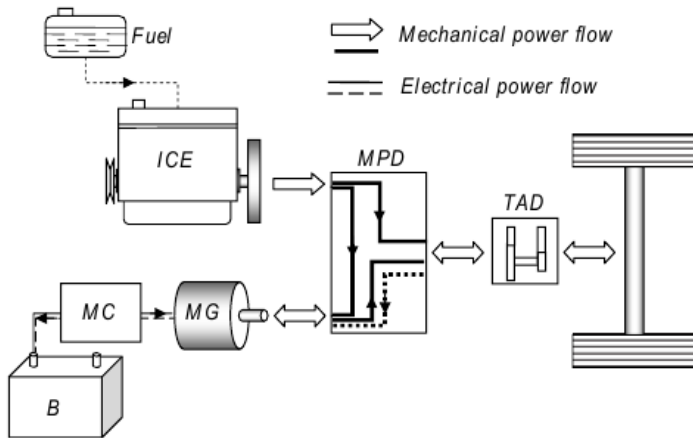 Fuel
Mechanical power flow
Electrical power flow
ICE
MPD
TAD
MC
MG
B